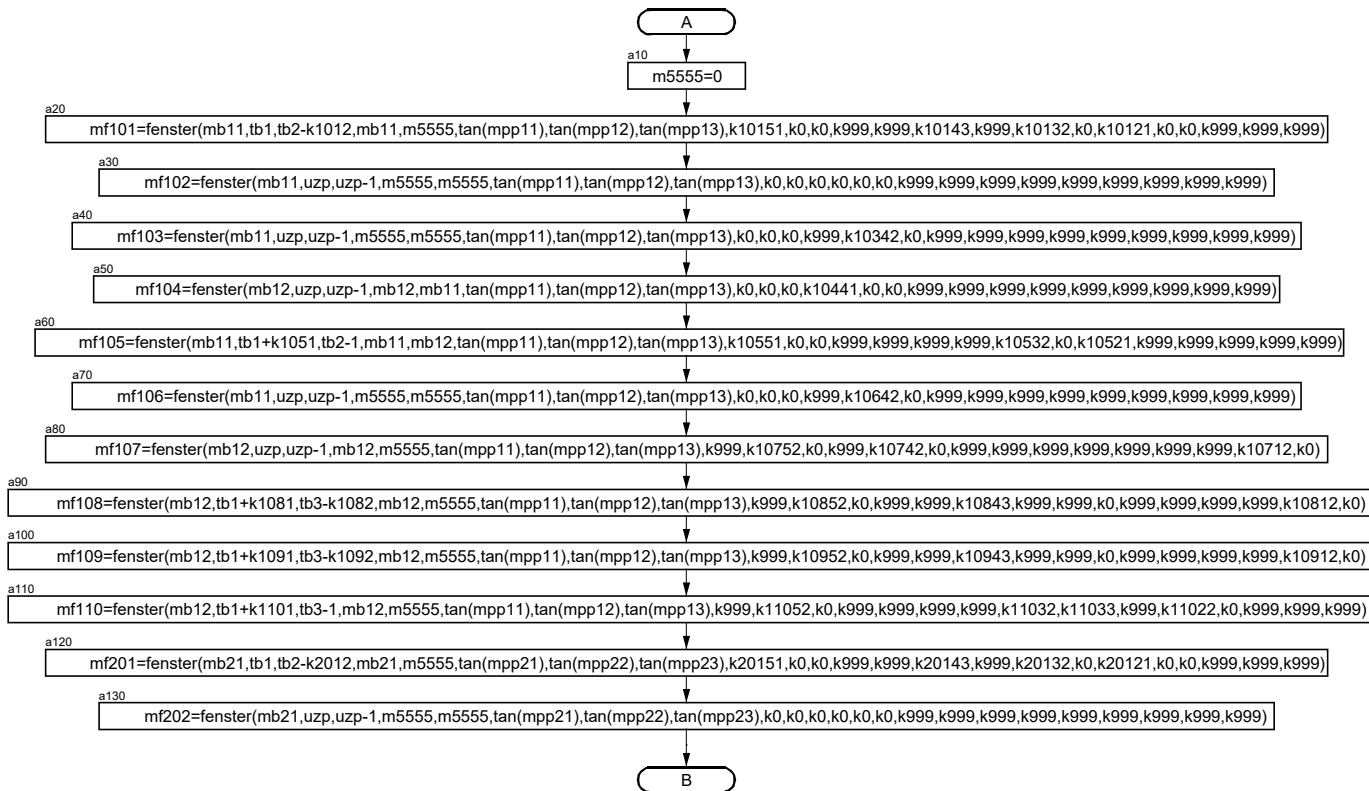 A
a10
m5555=0
a20
mf101=fenster(mb11,tb1,tb2-k1012,mb11,m5555,tan(mpp11),tan(mpp12),tan(mpp13),k10151,k0,k0,k999,k999,k10143,k999,k10132,k0,k10121,k0,k0,k999,k999,k999)
a30
mf102=fenster(mb11,uzp,uzp-1,m5555,m5555,tan(mpp11),tan(mpp12),tan(mpp13),k0,k0,k0,k0,k0,k0,k999,k999,k999,k999,k999,k999,k999,k999,k999)
a40
mf103=fenster(mb11,uzp,uzp-1,m5555,m5555,tan(mpp11),tan(mpp12),tan(mpp13),k0,k0,k0,k999,k10342,k0,k999,k999,k999,k999,k999,k999,k999,k999,k999)
a50
mf104=fenster(mb12,uzp,uzp-1,mb12,mb11,tan(mpp11),tan(mpp12),tan(mpp13),k0,k0,k0,k10441,k0,k0,k999,k999,k999,k999,k999,k999,k999,k999,k999)
a60
mf105=fenster(mb11,tb1+k1051,tb2-1,mb11,mb12,tan(mpp11),tan(mpp12),tan(mpp13),k10551,k0,k0,k999,k999,k999,k999,k10532,k0,k10521,k999,k999,k999,k999,k999)
a70
mf106=fenster(mb11,uzp,uzp-1,m5555,m5555,tan(mpp11),tan(mpp12),tan(mpp13),k0,k0,k0,k999,k10642,k0,k999,k999,k999,k999,k999,k999,k999,k999,k999)
a80
mf107=fenster(mb12,uzp,uzp-1,mb12,m5555,tan(mpp11),tan(mpp12),tan(mpp13),k999,k10752,k0,k999,k10742,k0,k999,k999,k999,k999,k999,k999,k999,k10712,k0)
a90
mf108=fenster(mb12,tb1+k1081,tb3-k1082,mb12,m5555,tan(mpp11),tan(mpp12),tan(mpp13),k999,k10852,k0,k999,k999,k10843,k999,k999,k0,k999,k999,k999,k999,k10812,k0)
a100
mf109=fenster(mb12,tb1+k1091,tb3-k1092,mb12,m5555,tan(mpp11),tan(mpp12),tan(mpp13),k999,k10952,k0,k999,k999,k10943,k999,k999,k0,k999,k999,k999,k999,k10912,k0)
a110
mf110=fenster(mb12,tb1+k1101,tb3-1,mb12,m5555,tan(mpp11),tan(mpp12),tan(mpp13),k999,k11052,k0,k999,k999,k999,k999,k11032,k11033,k999,k11022,k0,k999,k999,k999)
a120
mf201=fenster(mb21,tb1,tb2-k2012,mb21,m5555,tan(mpp21),tan(mpp22),tan(mpp23),k20151,k0,k0,k999,k999,k20143,k999,k20132,k0,k20121,k0,k0,k999,k999,k999)
a130
mf202=fenster(mb21,uzp,uzp-1,m5555,m5555,tan(mpp21),tan(mpp22),tan(mpp23),k0,k0,k0,k0,k0,k0,k999,k999,k999,k999,k999,k999,k999,k999,k999)
B